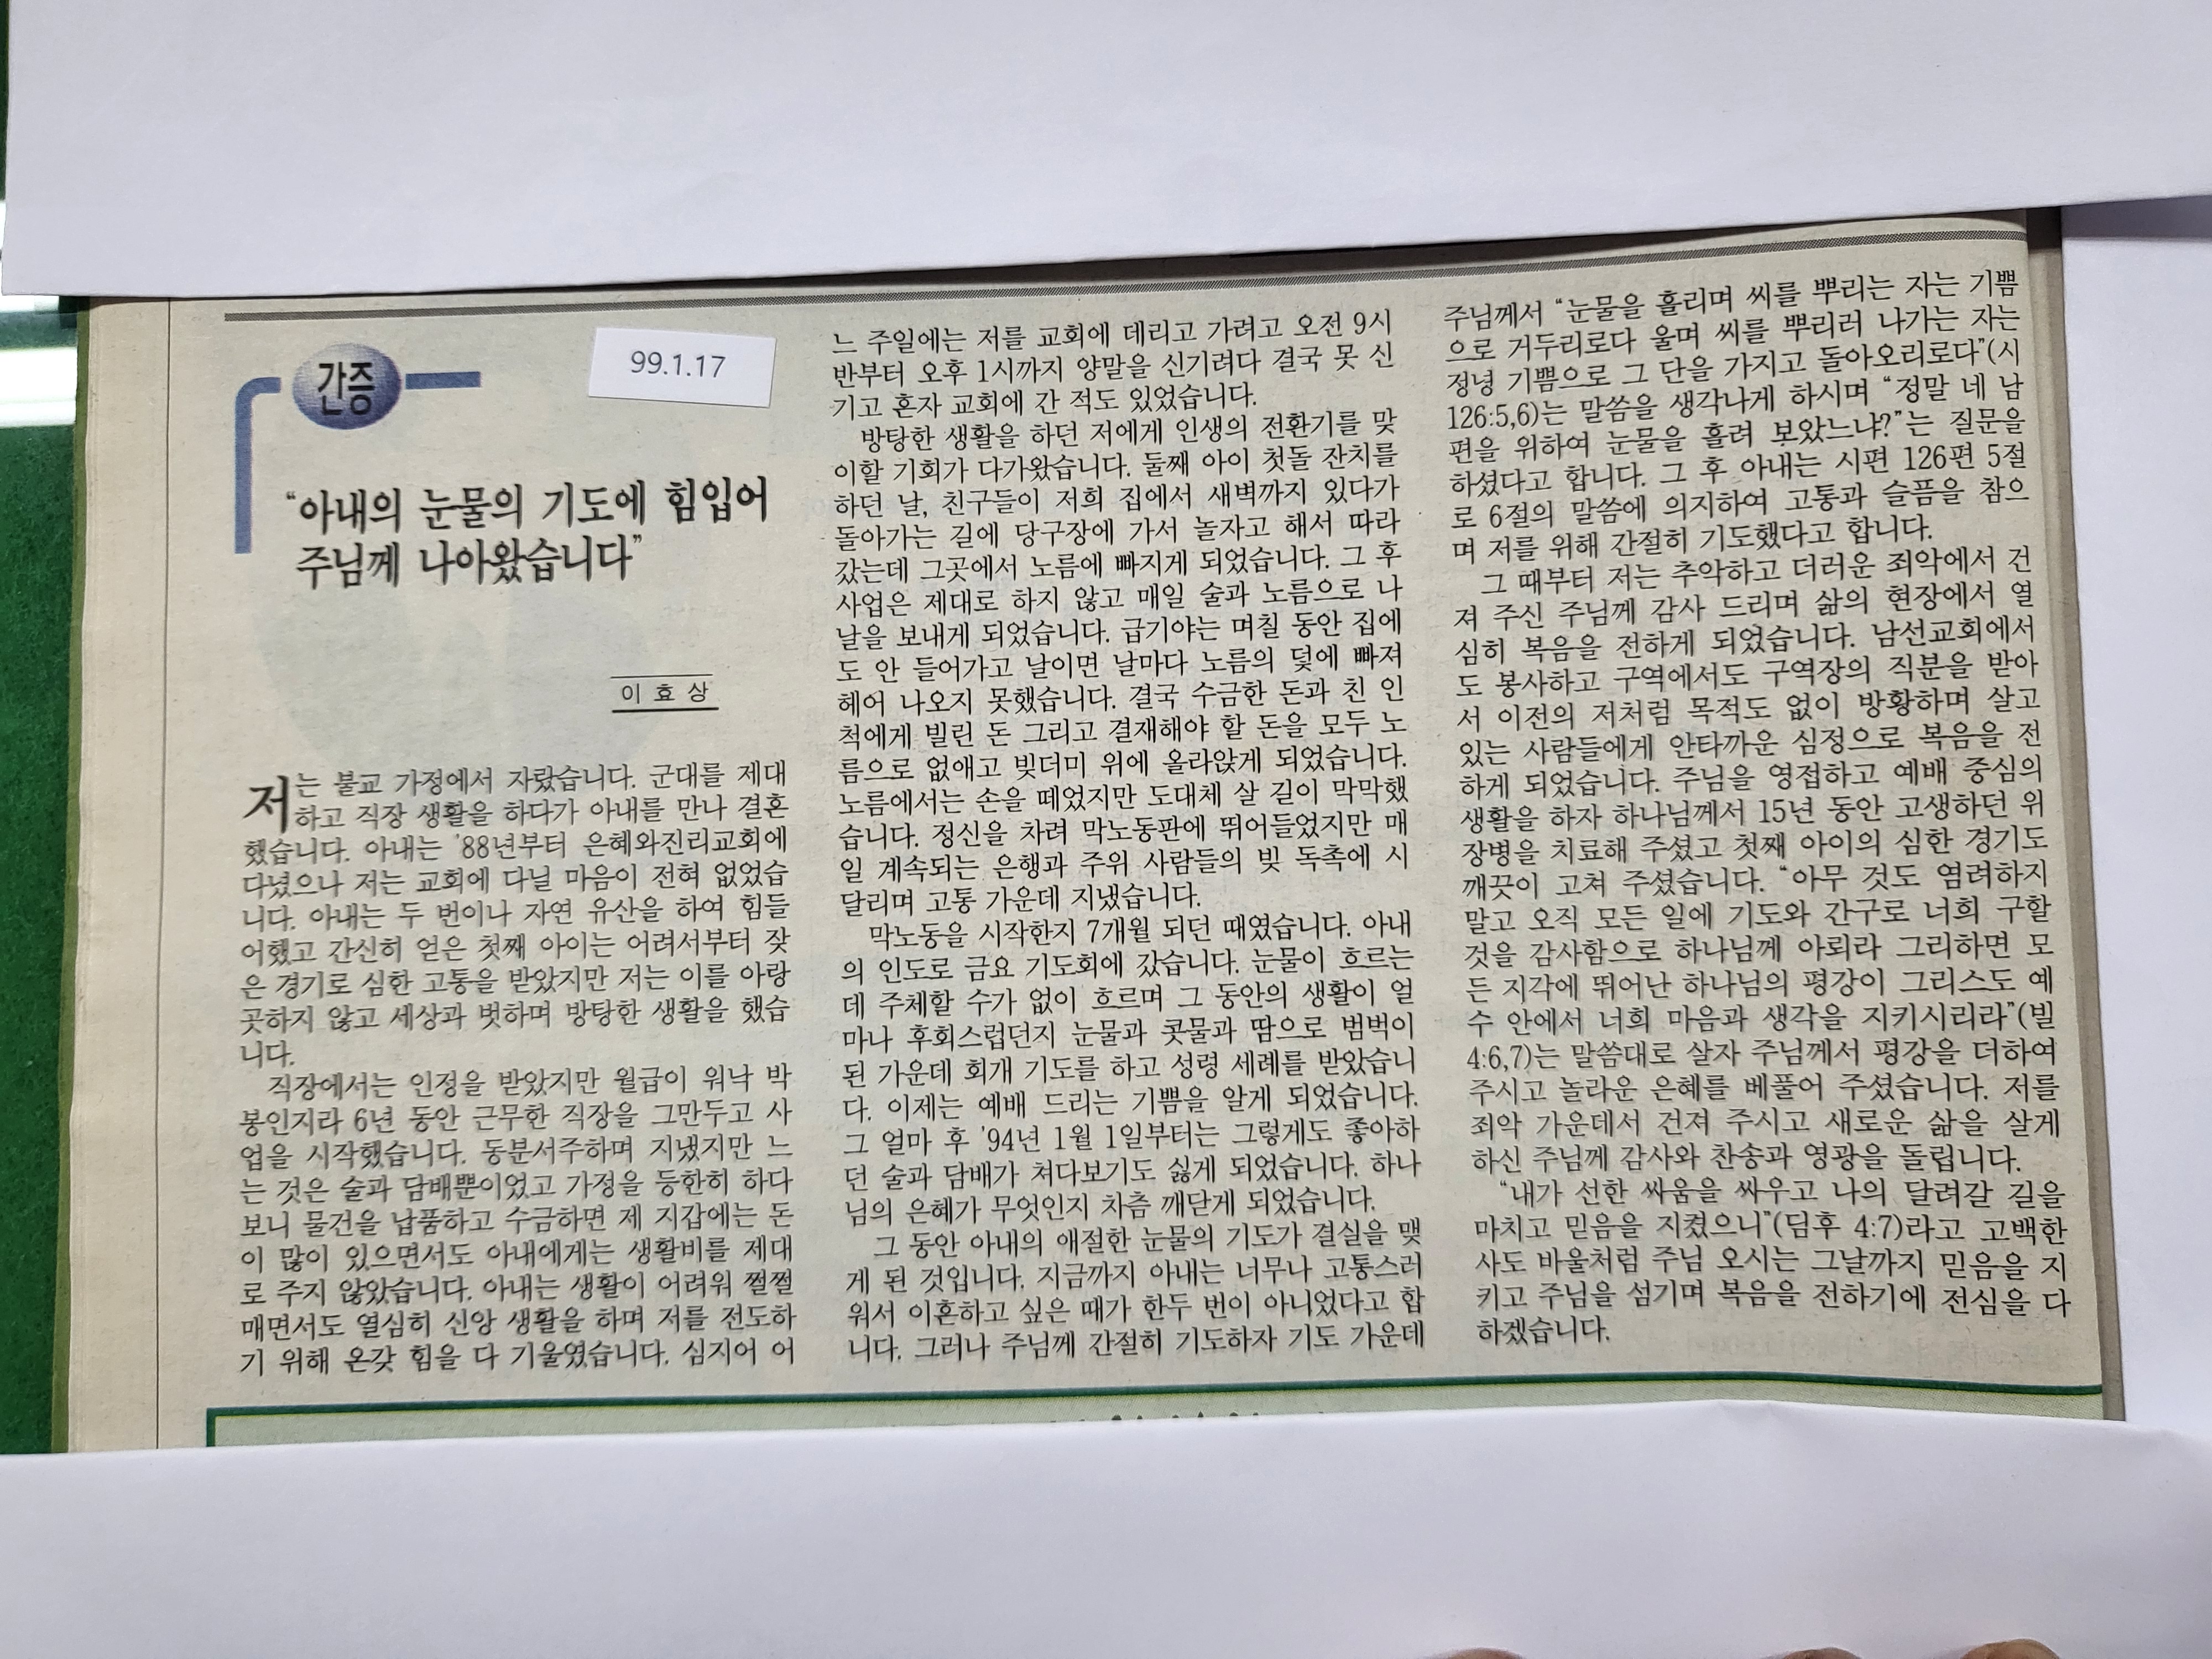 간증
99.1.17
“아내의 눈물의 기도에 힘입어
주님께 나아왔습니다”
이 효 상
저는 불교 가정에서 자랐습니다. 군대를 제대
하고 직장 생활을 하다가 아내를 만나 결혼
했습니다. 아내는 '88년부터 은혜와진리교회에
다녔으나 저는 교회에 다닐 마음이 전혀 없었습
니다. 아내는 두 번이나 자연 유산을 하여 힘들
어했고 간신히 얻은 첫째 아이는 어려서부터 잦
은 경기로 심한 고통을 받았지만 저는 이를 아랑
곳하지 않고 세상과 벗하며 방탕한 생활을 했습
니다.
직장에서는 인정을 받았지만 월급이 워낙 박
봉인지라 6년 동안 근무한 직장을 그만두고 사
업을 시작했습니다. 동분서주하며 지냈지만 느
는 것은 술과 담배뿐이었고 가정을 등한히 하다
보니 물건을 납품하고 수금하면 제 지갑에는 돈
이 많이 있으면서도 아내에게는 생활비를 제대
로 주지 않았습니다. 아내는 생활이 어려워 쩔쩔
매면서도 열심히 신앙 생활을 하며 저를 전도하
기 위해 온갖 힘을 다 기울였습니다. 심지어 어
느 주일에는 저를 교회에 데리고 가려고 오전 9시
반부터 오후 1시까지 양말을 신기려다 결국 못 신
기고 혼자 교회에 간 적도 있었습니다.
방탕한 생활을 하던 저에게 인생의 전환기를 맞
이할 기회가 다가왔습니다. 둘째 아이 첫돌 잔치를
하던 날, 친구들이 저희 집에서 새벽까지 있다가
돌아가는 길에 당구장에 가서 놀자고 해서 따라
갔는데 그곳에서 노름에 빠지게 되었습니다. 그 후
사업은 제대로 하지 않고 매일 술과 노름으로 나
날을 보내게 되었습니다. 급기야는 며칠 동안 집에
도 안 들어가고 날이면 날마다 노름의 덫에 빠져
헤어 나오지 못했습니다. 결국 수금한 돈과 친 인
척에게 빌린 돈 그리고 결재해야 할 돈을 모두 노
름으로 없애고 빚더미 위에 올라앉게 되었습니다.
노름에서는 손을 떼었지만 도대체 살 길이 막막했
습니다. 정신을 차려 막노동판에 뛰어들었지만 매
일 계속되는 은행과 주위 사람들의 빚 독촉에 시
달리며 고통 가운데 지냈습니다.
막노동을 시작한지 7개월 되던 때였습니다. 아내
의 인도로 금요 기도회에 갔습니다. 눈물이 흐르는
데 주체할 수가 없이 흐르며 그 동안의 생활이 얼
마나 후회스럽던지 눈물과 콧물과 땀으로 범벅이
된 가운데 회개 기도를 하고 성령 세례를 받았습니
다. 이제는 예배 드리는 기쁨을 알게 되었습니다.
그 얼마 후 '94년 1월 1일부터는 그렇게도 좋아하
던 술과 담배가 쳐다보기도 싫게 되었습니다. 하나
님의 은혜가 무엇인지 차츰 깨닫게 되었습니다.
그 동안 아내의 애절한 눈물의 기도가 결실을 맺
게 된 것입니다. 지금까지 아내는 너무나 고통스러
워서 이혼하고 싶은 때가 한두 번이 아니었다고 합
니다. 그러나 주님께 간절히 기도하자 기도 가운데
주님께서 “눈물을 흘리며 씨를 뿌리는 자는 기쁨
으로 거두리로다 울며 씨를 뿌리러 나가는 자는
정녕 기쁨으로 그 단을 가지고 돌아오리로다”(시
126:5,6)는 말씀을 생각나게 하시며 “정말 네 남
편을 위하여 눈물을 흘려 보았느냐?”는 질문을
하셨다고 합니다. 그 후 아내는 시편 126편 5절
로 6절의 말씀에 의지하여 고통과 슬픔을 참으
며 저를 위해 간절히 기도했다고 합니다.
그 때부터 저는 추악하고 더러운 죄악에서 건
져 주신 주님께 감사 드리며 삶의 현장에서 열
심히 복음을 전하게 되었습니다. 남선교회에서
도 봉사하고 구역에서도 구역장의 직분을 받아
서 이전의 저처럼 목적도 없이 방황하며 살고
있는 사람들에게 안타까운 심정으로 복음을 전
하게 되었습니다. 주님을 영접하고 예배 중심의
생활을 하자 하나님께서 15년 동안 고생하던 위
장병을 치료해 주셨고 첫째 아이의 심한 경기도
깨끗이 고쳐 주셨습니다. “아무 것도 염려하지
말고 오직 모든 일에 기도와 간구로 너희 구할
것을 감사함으로 하나님께 아뢰라 그리하면 모
든 지각에 뛰어난 하나님의 평강이 그리스도 예
수 안에서 너희 마음과 생각을 지키시리라”(빌
4:6,7)는 말씀대로 살자 주님께서 평강을 더하여
주시고 놀라운 은혜를 베풀어 주셨습니다. 저를
죄악 가운데서 건져 주시고 새로운 삶을 살게
하신 주님께 감사와 찬송과 영광을 돌립니다.
“내가 선한 싸움을 싸우고 나의 달려갈 길을
마치고 믿음을 지켰으니”(딤후 4:7)라고 고백한
사도 바울처럼 주님 오시는 그날까지 믿음을 지
키고 주님을 섬기며 복음을 전하기에 전심을 다
하겠습니다.